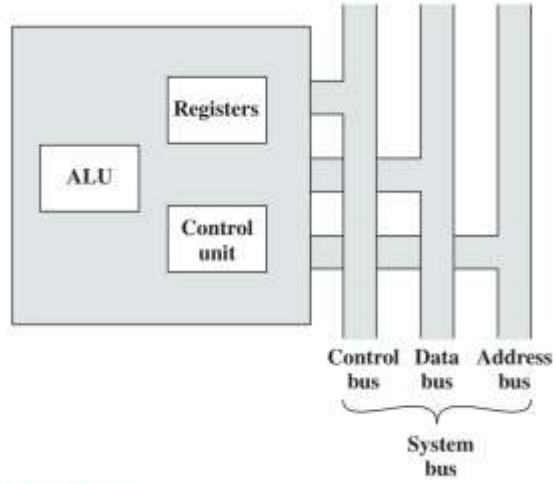 Registers
ALU
Control
unit
Control Data Address
bus bus bus
System
bus